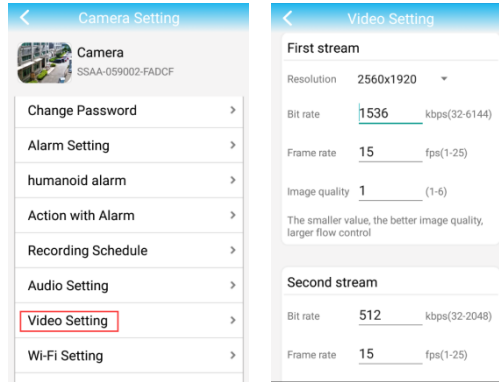 Camera Setting
Camera
SSAA-059002-FADCF
Change Password
Alarm Setting
humanoid alarm
Action with Alarm
Recording Schedule
Audio Setting
Video Setting
Wi-Fi Setting
Video Setting
First stream
Resolution 2560x1920
Bit rate 1536 kbps(32-6144)
Frame rate 15 fps(1-25)
Image quality 1 (1-6)
The smaller value, the better image quality,
larger flow control
Second stream
Bit rate 512 kbps(32-2048)
Frame rate 15 fps(1-25)